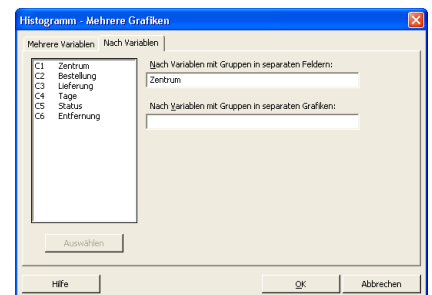 Histogramm - Mehrere Grafiken
Mehrere Variablen Nach Variablen
C1 Zentrum
C2 Bestellung
C3 Lieferung
C4 Tage
C5 Status
C6 Entfernung
Nach Variablen mit Gruppen in separaten Feldern:
Zentrum
Nach Variablen mit Gruppen in separaten Grafiken:
Auswählen
Hilfe OK Abbrechen